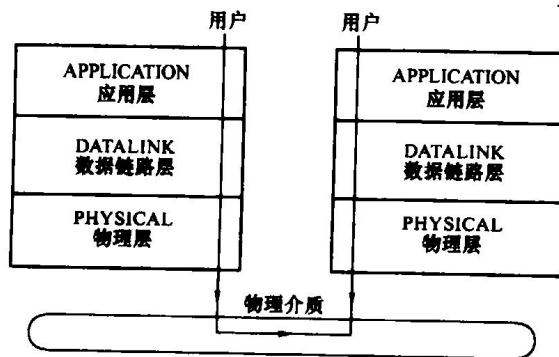 用户
用户
APPLICATION
应用层
DATALINK
数据链路层
PHYSICAL
物理层
APPLICATION
应用层
DATALINK
数据链路层
PHYSICAL
物理层
物理介质